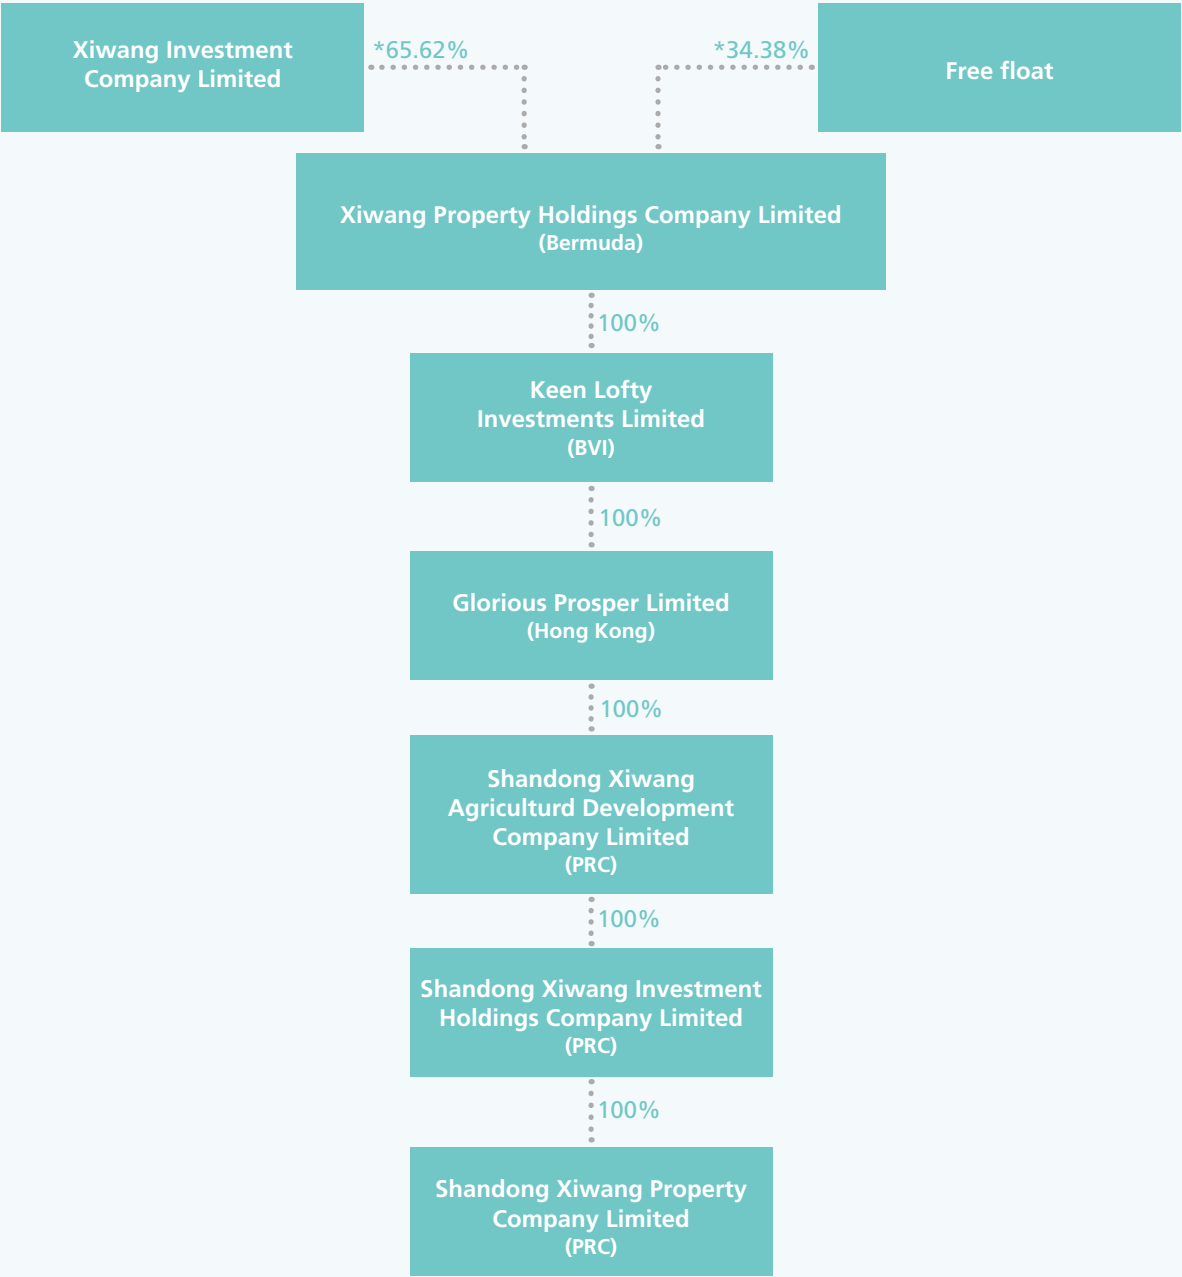 Xiwang Investment
Company Limited
*65.62%
*34.38%
Free float
Xiwang Property Holdings Company Limited
(Bermuda)
100%
Keen Lofty
Investments Limited
(BVI)
100%
Glorious Prosper Limited
(Hong Kong)
100%
Shandong Xiwang
Agriculturd Development
Company Limited
(PRC)
100%
Shandong Xiwang Investment
Holdings Company Limited
(PRC)
100%
Shandong Xiwang Property
Company Limited
(PRC)